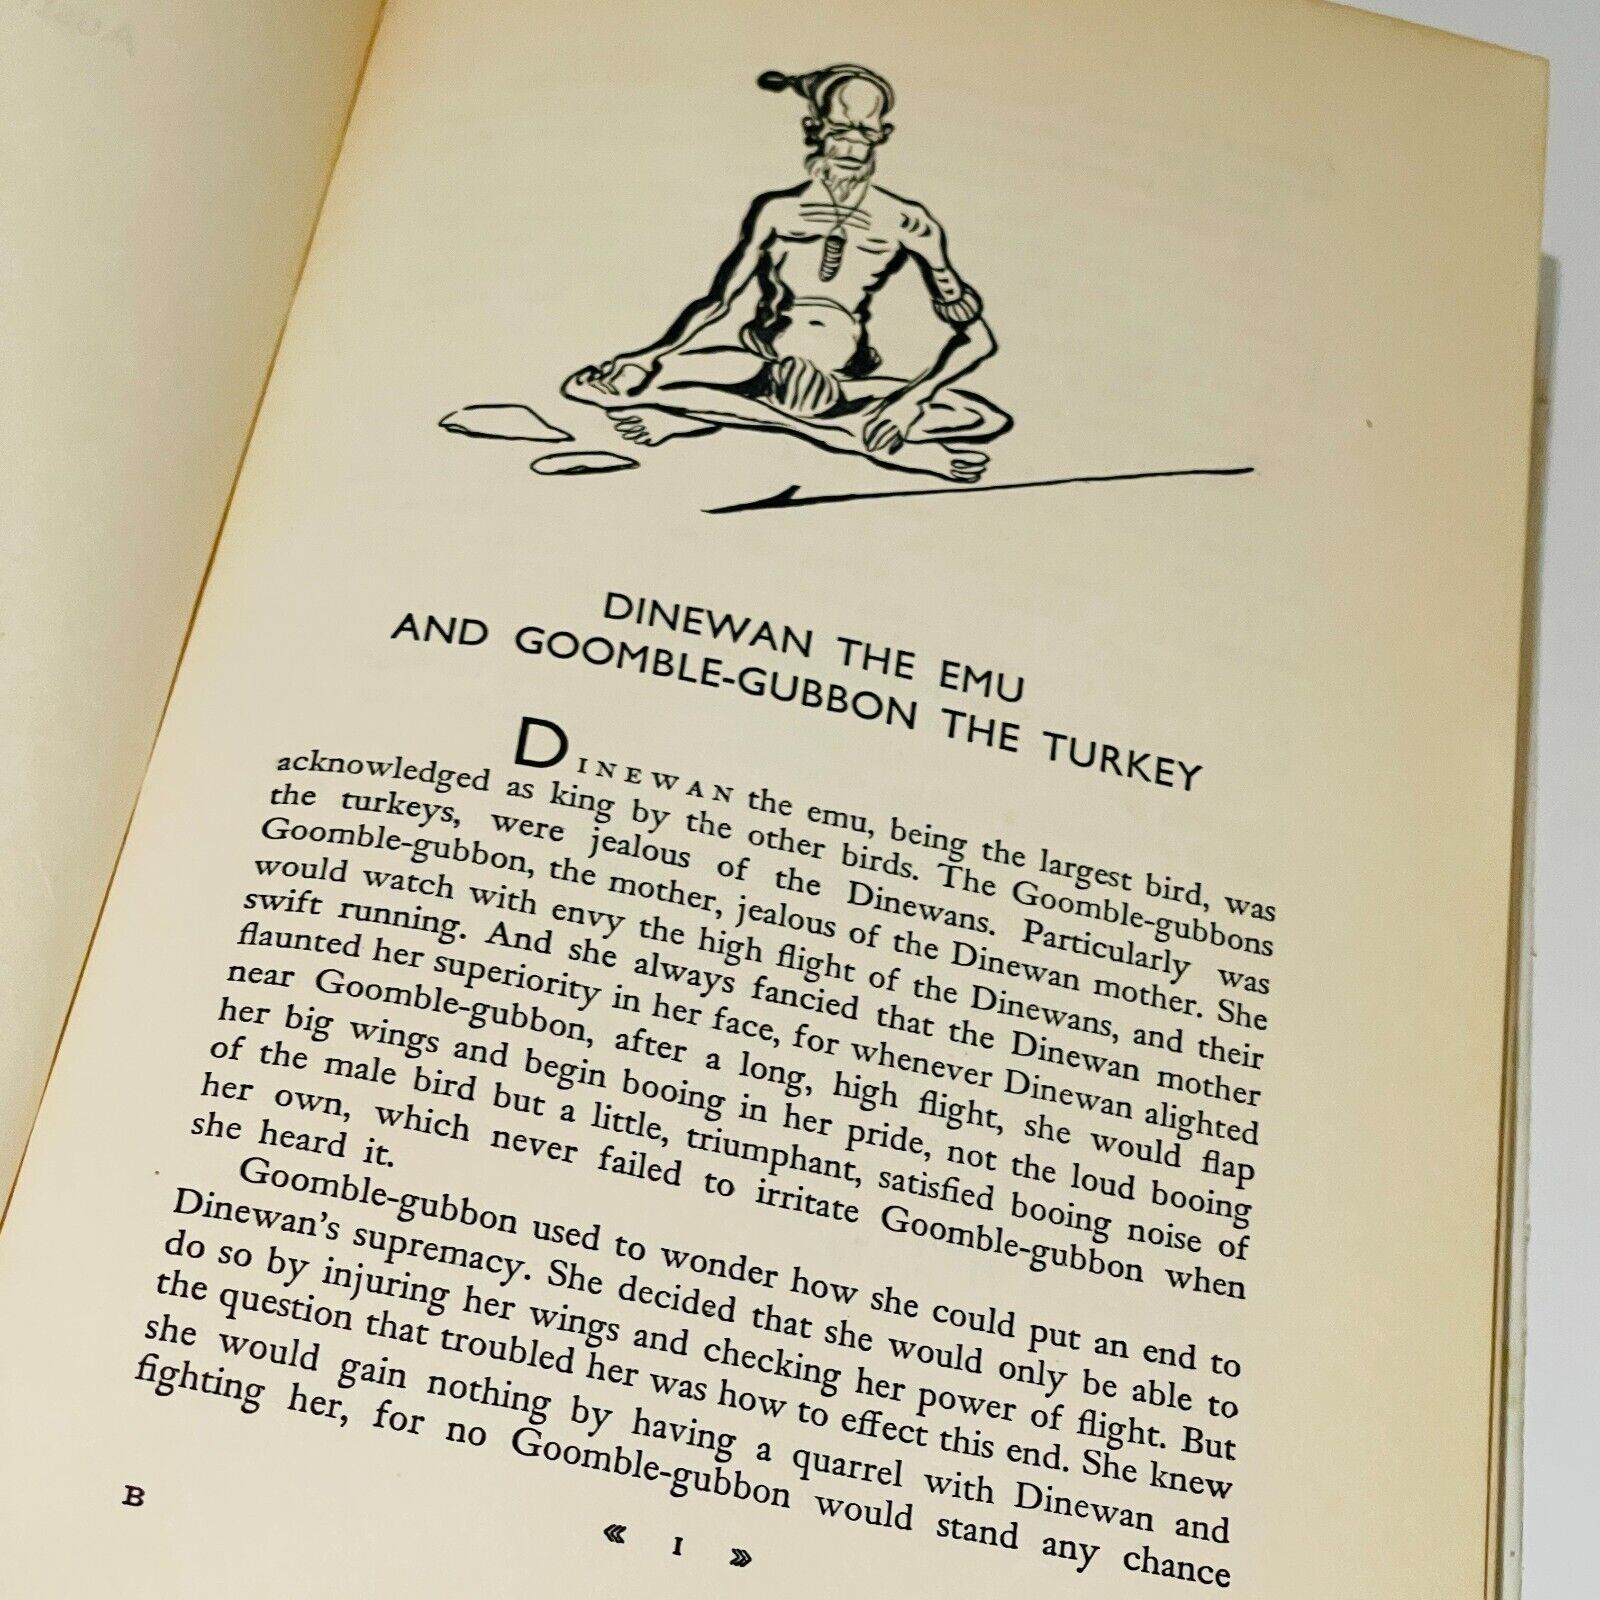 DINEWAN THE EMU
AND GOOMBLE-GUBBON THE TURKEY
DINEWAN the emu, being the largest bird, was
acknowledged as king by the other birds. The Goomble-gubbons
the turkeys, were jealous of the Dinewans. Particularly was
Goomble-gubbon, the mother, jealous of the Dinewan mother. She
would watch with envy the high flight of the Dinewans, and their
swift running. And she always fancied that the Dinewan mother
flaunted her superiority in her face, for whenever Dinewan alighted
near Goomble-gubbon, after a long, high flight, she would flap
her big wings and begin booing in her pride, not the loud booing
of the male bird but a little, triumphant, satisfied booing noise of
her own, which never failed to irritate Goomble-gubbon when
she heard it.
Goomble-gubbon used to wonder how she could put an end to
Dinewan's supremacy. She decided that she would only be able to
do so by injuring her wings and checking her power of flight. But
the question that troubled her was how to effect this end. She knew
she would gain nothing by having a quarrel with Dinewan and
fighting her, for no Goomble-gubbon would stand any chance
B
« 1 »